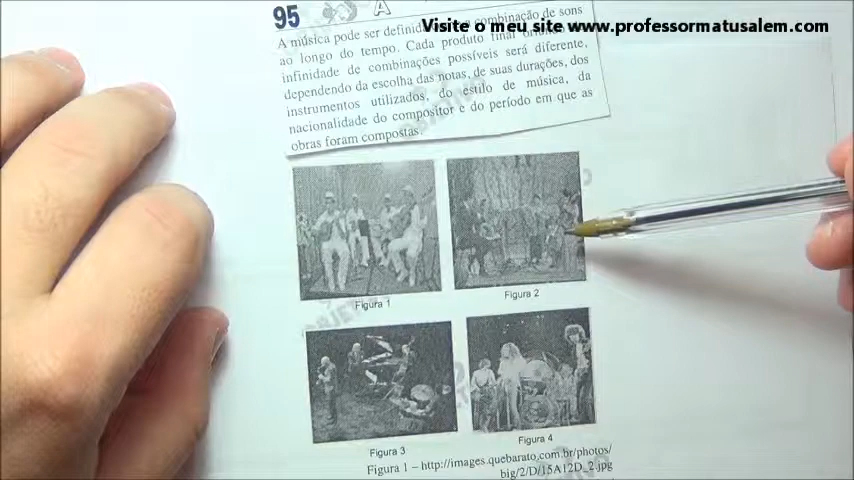 95
A
Visite o meu site www.professormatusalem.com
A música pode ser combinação de sons
ao longo do tempo. Cada produto final
infinidade de combinações possíveis será diferente,
dependendo da escolha das notas, de suas durações, dos
instrumentos utilizados, do estilo de música, da
nacionalidade do compositor e do período em que as
obras foram compostas.
Figura 1
Figura 2
Figura 3
Figura 4
Figura 1 – http://images.quebarato.com.br/photos/
big/2/D/15A12D_2.jpg